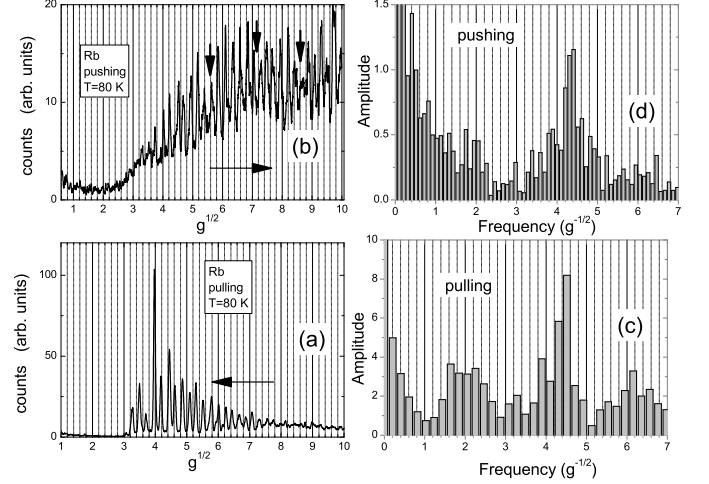 20
10
0
counts (arb. units)
Rb
pushing
T=80 K
(b)
1 2 3 4 5 6 7 8 9 10
g1/2
1.5
1.0
0.5
0.0
Amplitude
pushing
(d)
0 1 2 3 4 5 6 7
Frequency (g-1/2)
100
50
0
counts (arb. units)
Rb
pulling
T=80 K
(a)
1 2 3 4 5 6 7 8 9 10
g1/2
10
8
6
4
2
0
Amplitude
pulling
(c)
0 1 2 3 4 5 6 7
Frequency (g-1/2)